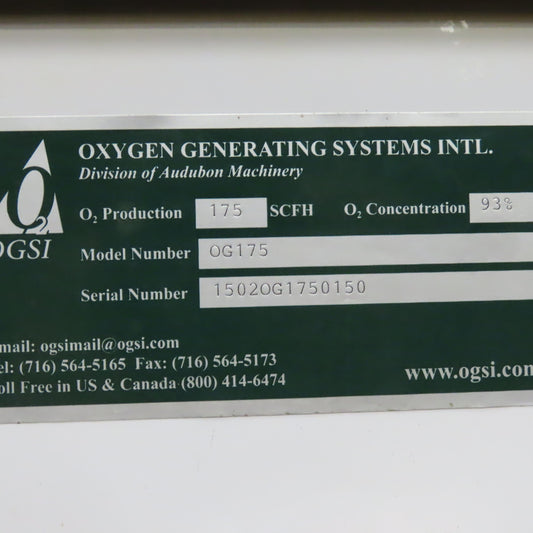 OXYGEN GENERATING SYSTEMS INTL.
Division of Audubon Machinery
O₂
OGSI
O₂ Production 175 SCFH O₂ Concentration 93%
Model Number OG175
Serial Number 1502OG1750150
mail: ogsimail@ogsi.com
el: (716) 564-5165 Fax: (716) 564-5173
oll Free in US & Canada (800) 414-6474
www.ogsi.com